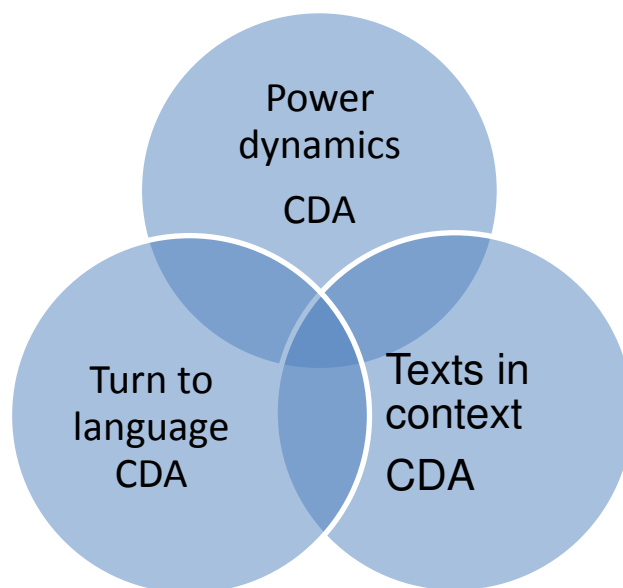 Power
dynamics
CDA
Turn to
language
CDA
Texts in
context
CDA